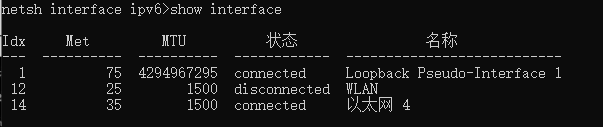 netsh interface ipv6>show interface
Idx     Met         MTU          状态                名称
---  ----------  ----------  ------------  ---------------------------
  1          75  4294967295  connected     Loopback Pseudo-Interface 1
 12          25        1500  disconnected  WLAN
 14          35        1500  connected     以太网 4